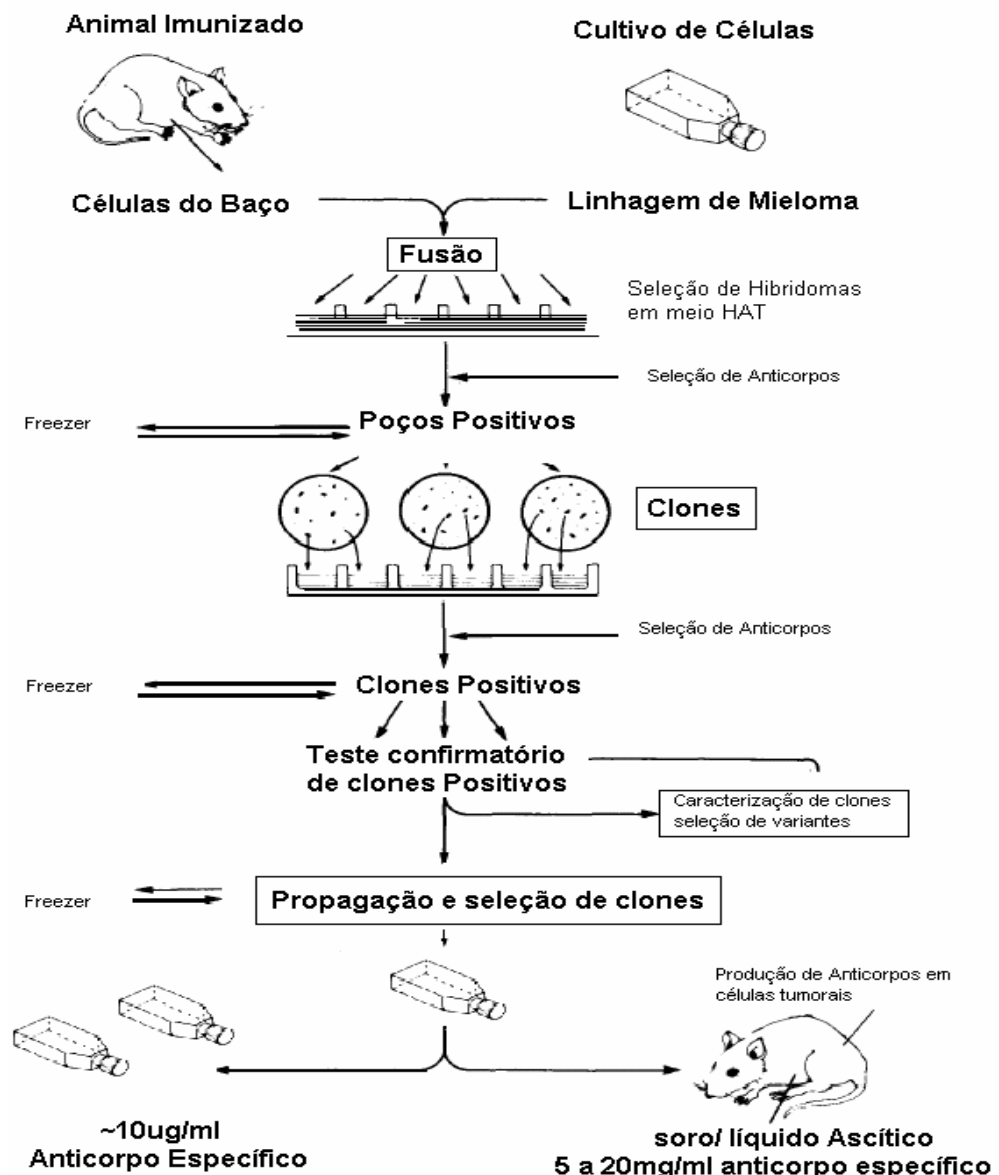 Animal Imunizado
Cultivo de Células
Células do Baço
Linhagem de Mieloma
Fusão
Seleção de Hibridomas
em meio HAT
Seleção de Anticorpos
Freezer
Poços Positivos
Clones
Seleção de Anticorpos
Freezer
Clones Positivos
Teste confirmatório
de clones Positivos
Caracterização de clones
seleção de variantes
Freezer
Propagação e seleção de clones
Produção de Anticorpos em
células tumorais
~10ug/ml
Anticorpo Específico
soro/ líquido Ascítico
5 a 20mg/ml anticorpo específico